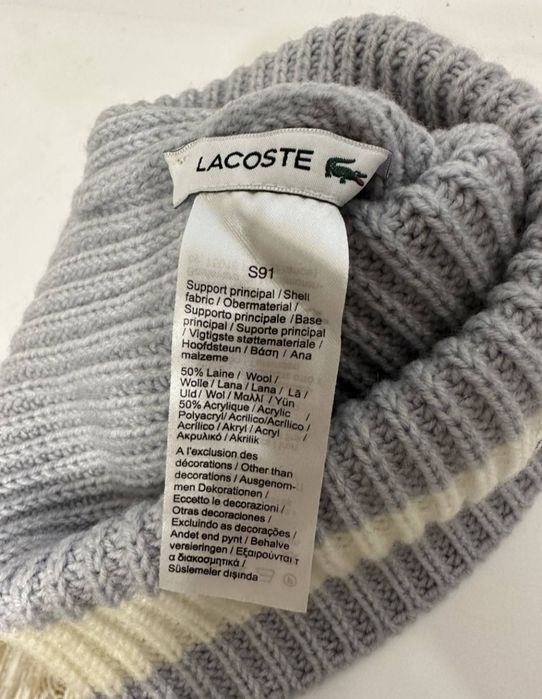 LACOSTE
S91
Support principal / Shell
fabric / Obermaterial /
Supporto principale / Base
principal / Suporte principal
/ Vigtigste støttemateriale /
Hoofdsteun / Βάση / Ana
malzeme
50% Laine / Wool /
Wolle / Lana / Lana / Lã /
Uld / Wol / Μαλλί / Yün
50% Acrylique / Acrylic /
Polyacryl / Acrilico / Acrílico /
Acrílico / Akryl / Acryl /
Ακρυλικό / Akrilik
A l'exclusion des
décorations / Other than
decorations / Ausgenom-
men Dekorationen /
Eccetto le decorazioni /
Otras decoraciones /
Excluindo as decorações /
Andet end pynt / Behalve
versieringen / Εξαιρούνται τ
α διακοσμητικά /
Süslemeler dışında